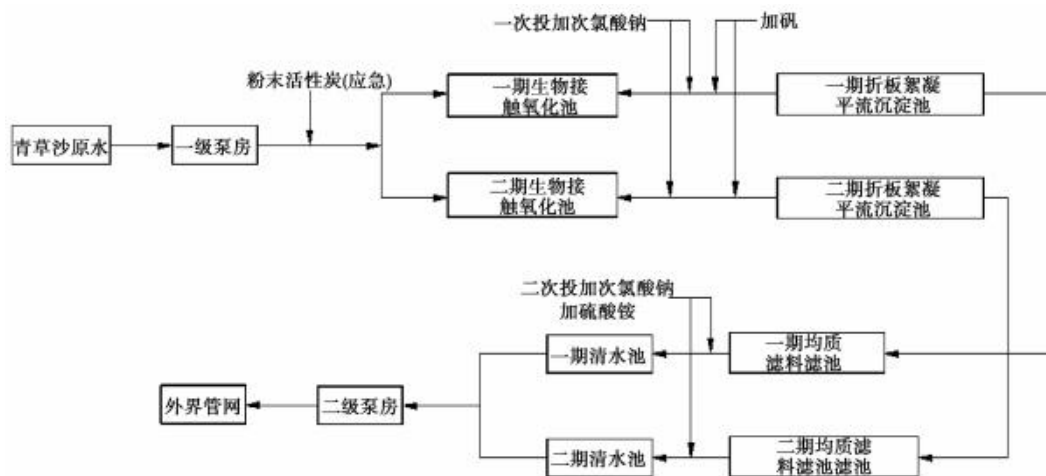 一次投加次氯酸钠
加矾
粉末活性炭(应急)
一期生物接
触氧化池
一期折板絮凝
平流沉淀池
青草沙原水
一级泵房
二期生物接
触氧化池
二期折板絮凝
平流沉淀池
二次投加次氯酸钠
加硫酸铵
一期清水池
一期均质
滤料滤池
外界管网
二级泵房
二期清水池
二期均质滤
料滤池滤池